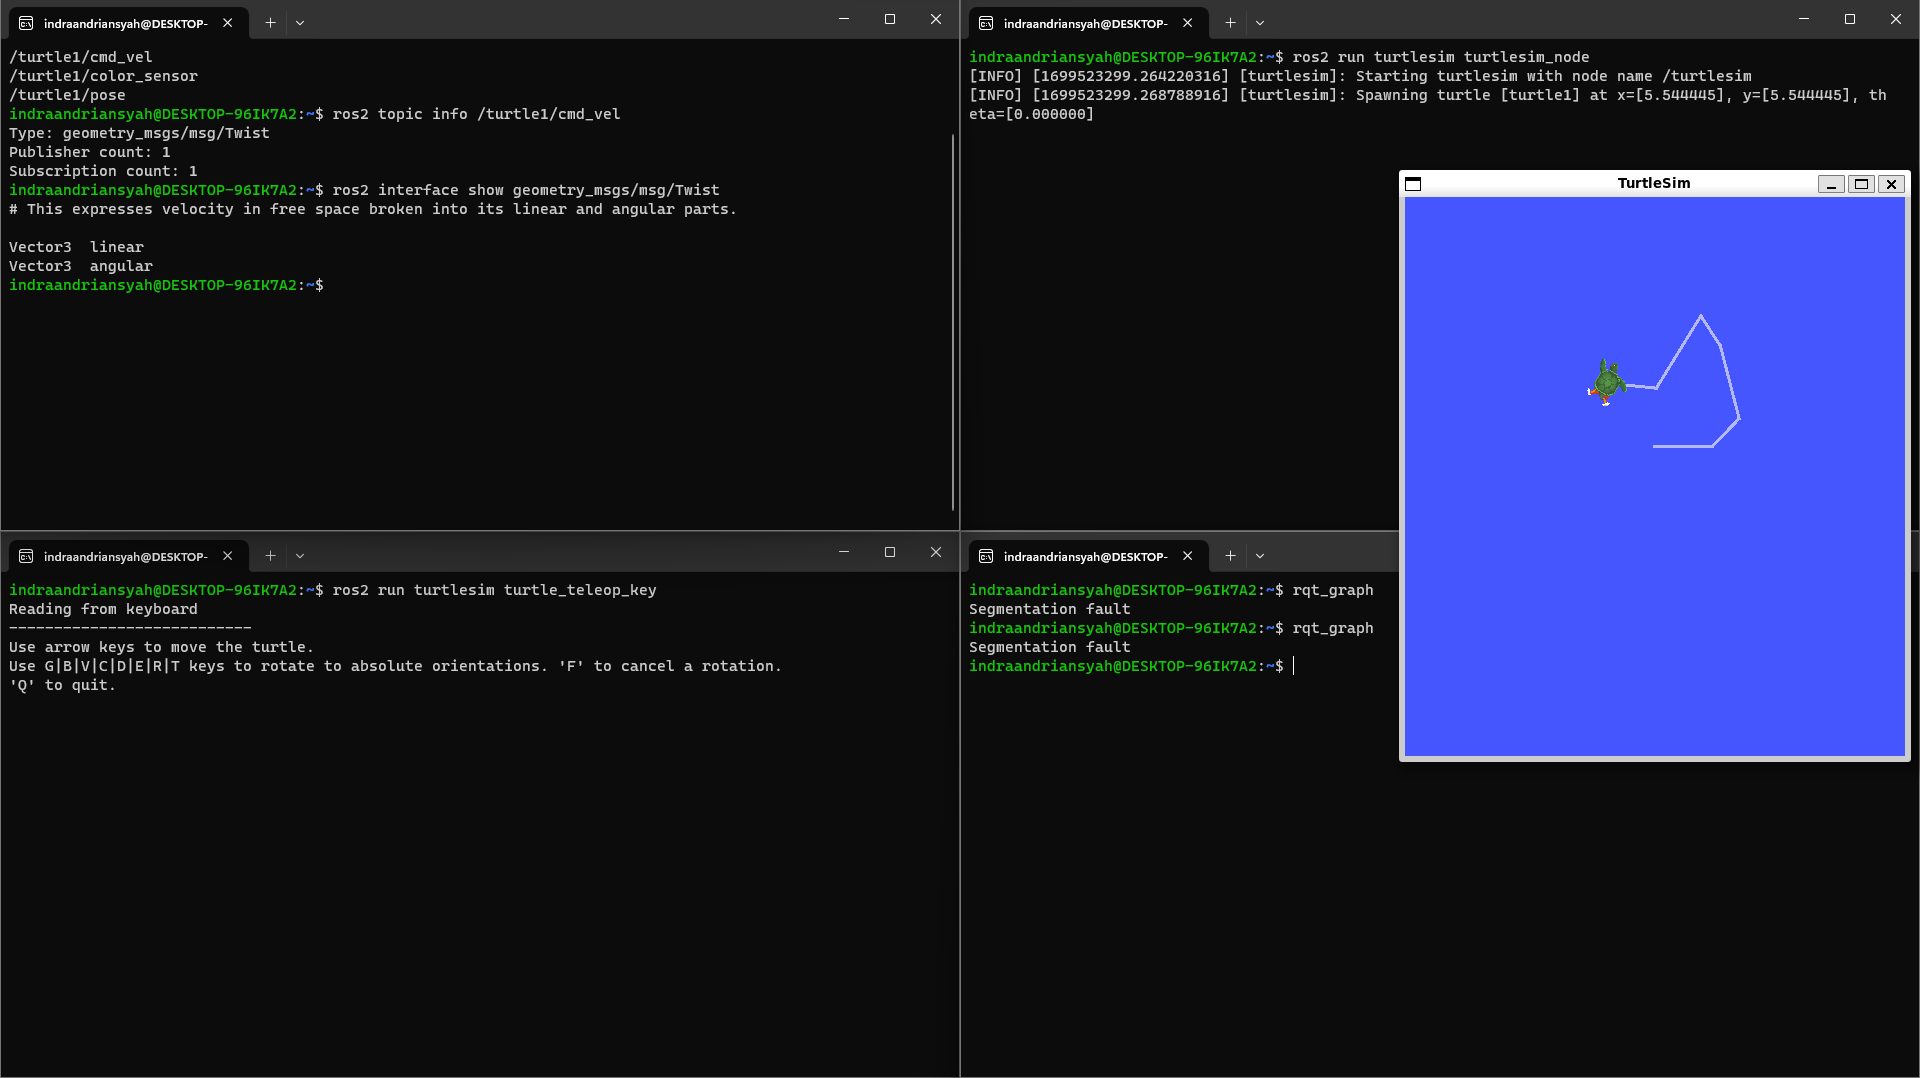 indraandriansyah@DESKTOP-
/turtle1/cmd_vel
/turtle1/color_sensor
/turtle1/pose
indraandriansyah@DESKTOP-96IK7A2:~$ ros2 topic info /turtle1/cmd_vel
Type: geometry_msgs/msg/Twist
Publisher count: 1
Subscription count: 1
indraandriansyah@DESKTOP-96IK7A2:~$ ros2 interface show geometry_msgs/msg/Twist
# This expresses velocity in free space broken into its linear and angular parts.
Vector3  linear
Vector3  angular
indraandriansyah@DESKTOP-96IK7A2:~$
indraandriansyah@DESKTOP-
indraandriansyah@DESKTOP-96IK7A2:~$ ros2 run turtlesim turtlesim_node
[INFO] [1699523299.264220316] [turtlesim]: Starting turtlesim with node name /turtlesim
[INFO] [1699523299.268788916] [turtlesim]: Spawning turtle [turtle1] at x=[5.544445], y=[5.544445], th
eta=[0.000000]
TurtleSim
indraandriansyah@DESKTOP-
indraandriansyah@DESKTOP-96IK7A2:~$ ros2 run turtlesim turtle_teleop_key
Reading from keyboard
---------------------------
Use arrow keys to move the turtle.
Use G|B|V|C|D|E|R|T keys to rotate to absolute orientations. 'F' to cancel a rotation.
'Q' to quit.
indraandriansyah@DESKTOP-
indraandriansyah@DESKTOP-96IK7A2:~$ rqt_graph
Segmentation fault
indraandriansyah@DESKTOP-96IK7A2:~$ rqt_graph
Segmentation fault
indraandriansyah@DESKTOP-96IK7A2:~$